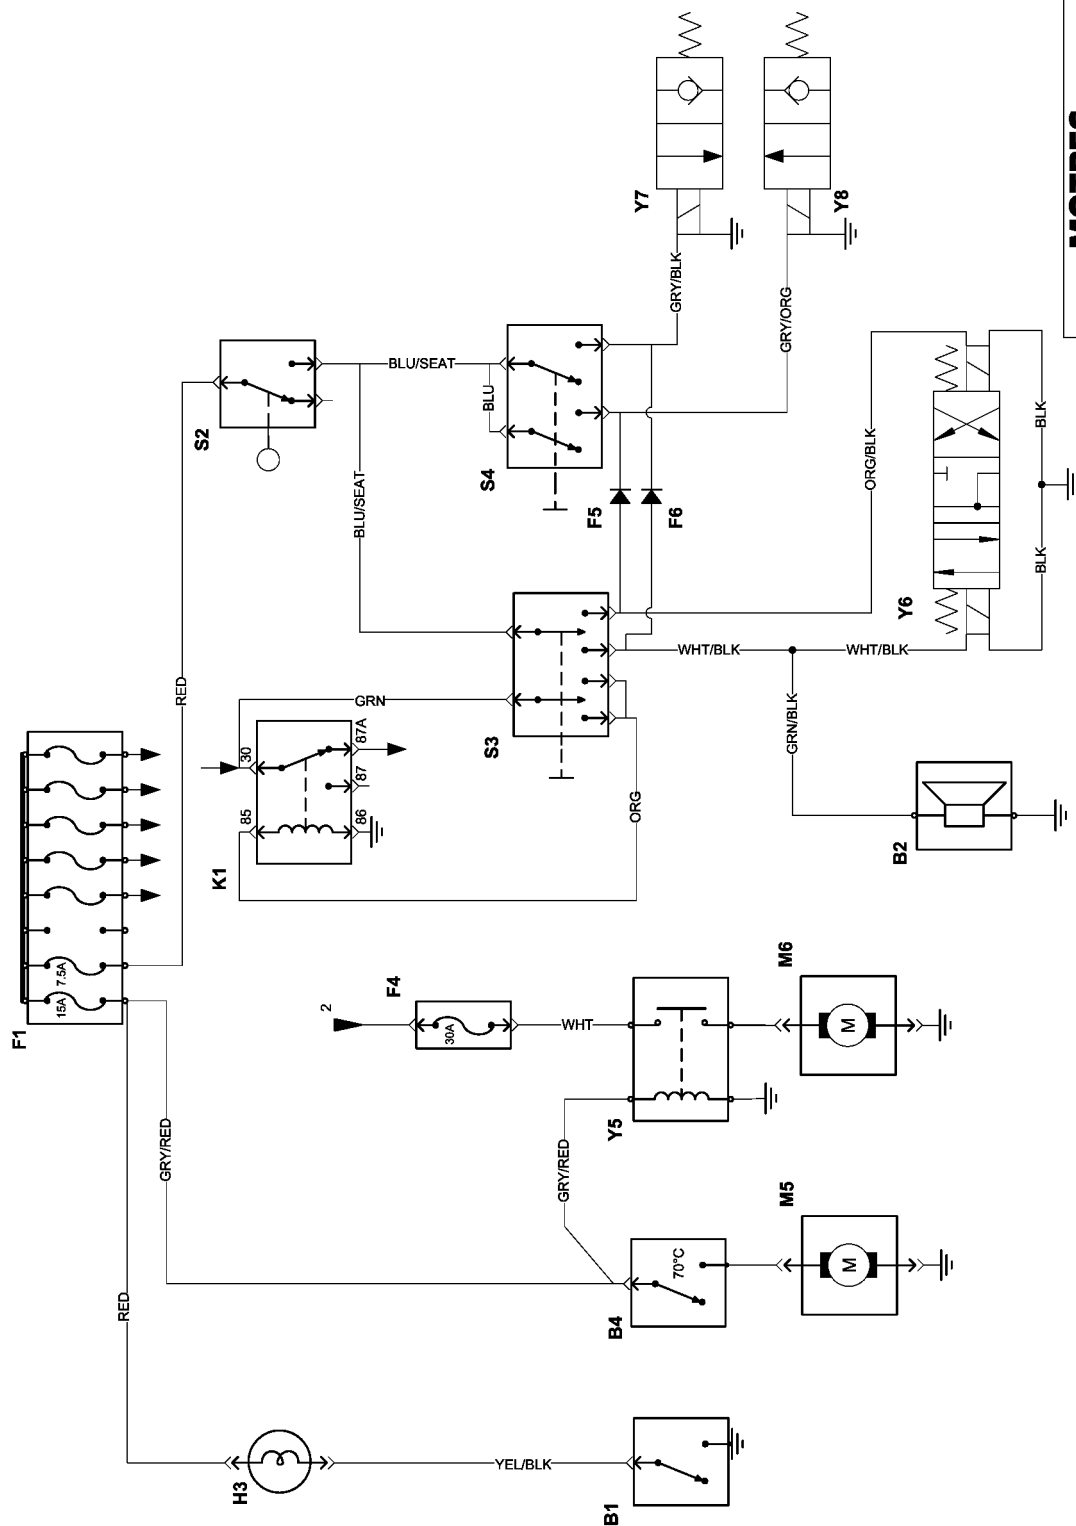 F1
15A
7.5A
RED
RED
GRY/RED
S2
BLU/SEAT
BLU/SEAT
BLU
S4
F5
F6
GRY/BLK
GRY/ORG
Y7
Y8
ORG/BLK
BLK
BLK
Y6
WHT/BLK
WHT/BLK
GRN/BLK
S3
GRN
30
87A
87
85
86
K1
ORG
B2
2
F4
30A
WHT
Y5
M6
GRY/RED
M5
M
M
B4
70°C
H3
YEL/BLK
B1